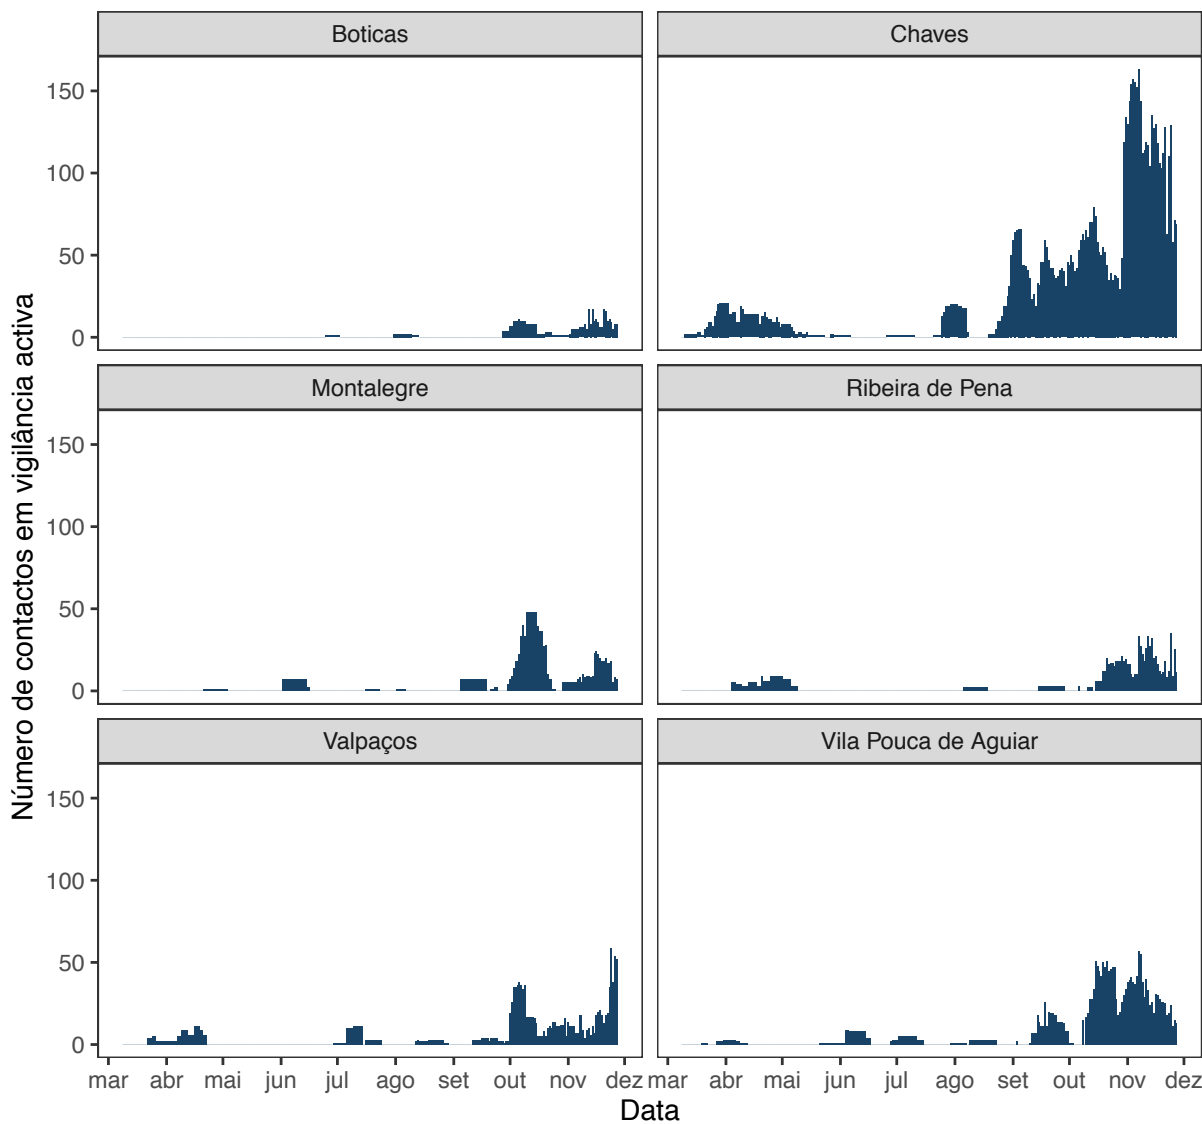 Boticas
Chaves
150
100
50
0
Montalegre
Ribeira de Pena
150
100
50
0
Valpaços
Vila Pouca de Aguiar
150
100
50
0
mar abr mai jun jul ago set out nov dez
mar abr mai jun jul ago set out nov dez
Data
Número de contactos em vigilância activa